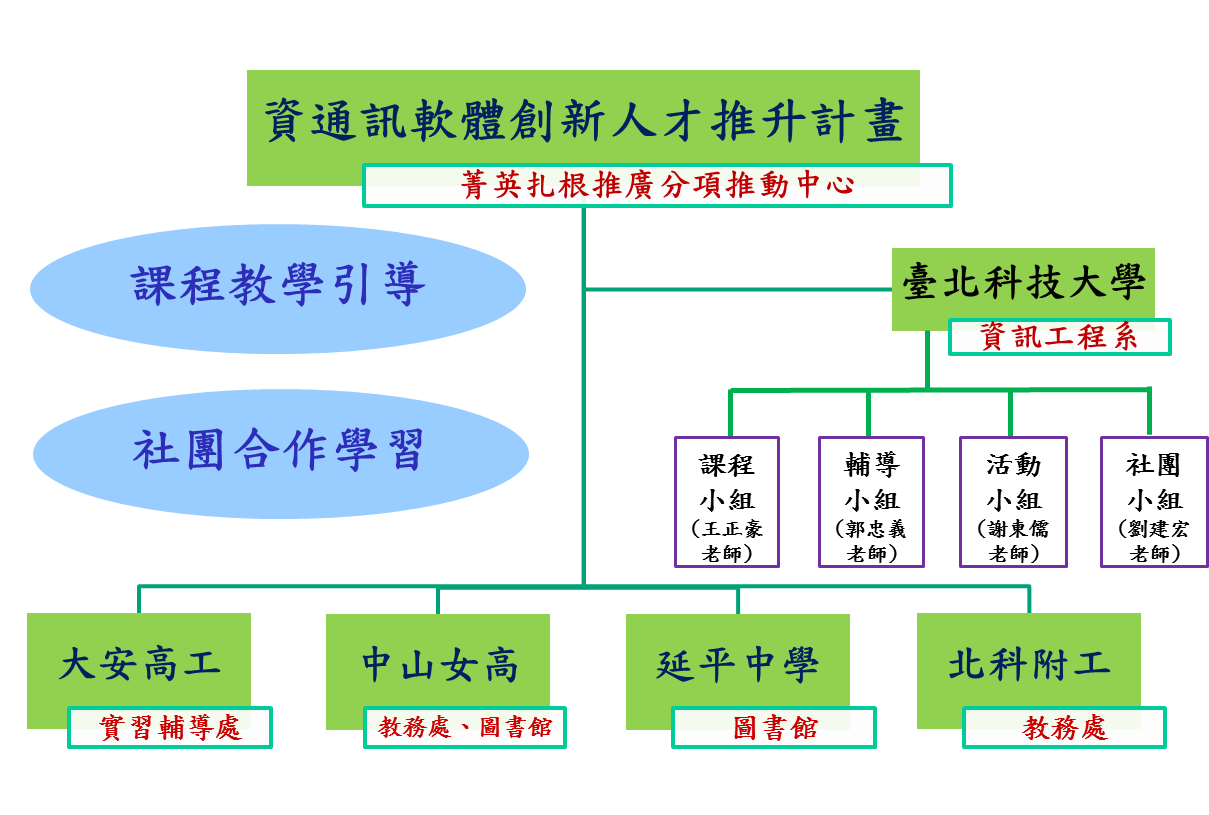 資通訊軟體創新人才推升計畫
菁英扎根推廣分項推動中心
課程教學引導
臺北科技大學
資訊工程系
社團合作學習
課程
小組
(王正豪
老師)
輔導
小組
(郭忠義
老師)
活動
小組
(謝東儒
老師)
社團
小組
(劉建宏
老師)
大安高工
實習輔導處
中山女高
教務處、圖書館
延平中學
圖書館
北科附工
教務處